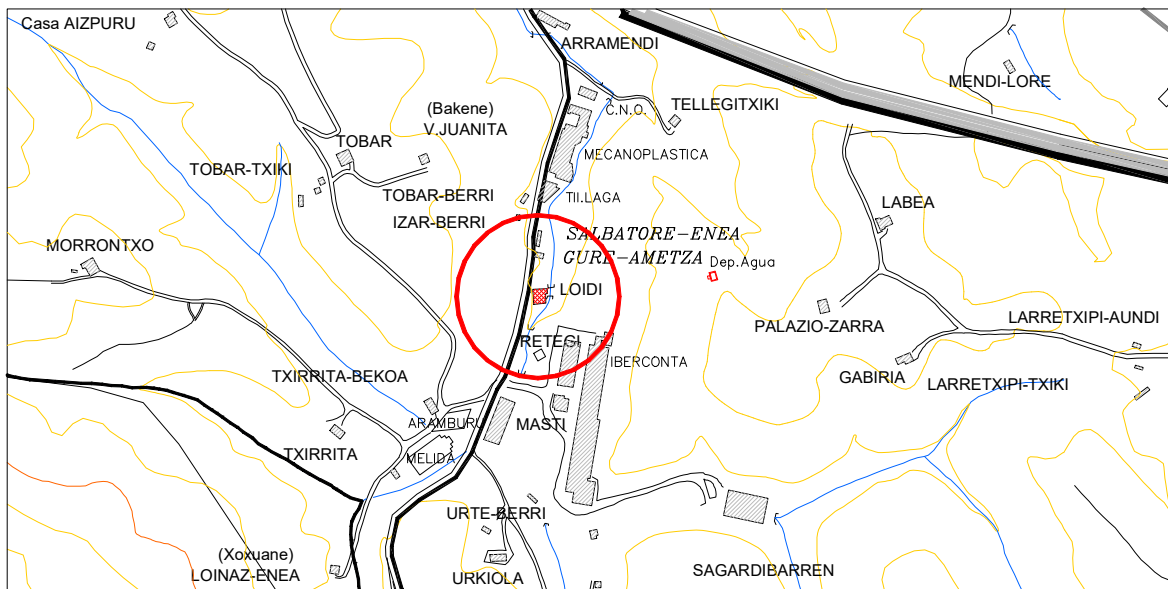 Casa AIZPURU
ARRAMENDI
MENDI-LORE
(Bakene)
V.JUANITA
C.N.O.
TELLEGITXIKI
TOBAR
MECANOPLASTICA
TOBAR-TXIKI
TOBAR-BERRI
TII.LAGA
IZAR-BERRI
LABEA
SALBATORE-ENEA
MORRONTXO
GURE-AMETZA
Dep.Agua
LOIDI
PALAZIO-ZARRA
LARRETXIPI-AUNDI
RETEGI
IBERCONTA
TXIRRITA-BEKOA
GABIRIA
LARRETXIPI-TXIKI
ARAMBURU
MASTI
TXIRRITA
MELIDA
URTE-BERRI
(Xoxuane)
LOINAZ-ENEA
URKIOLA
SAGARDIBARREN